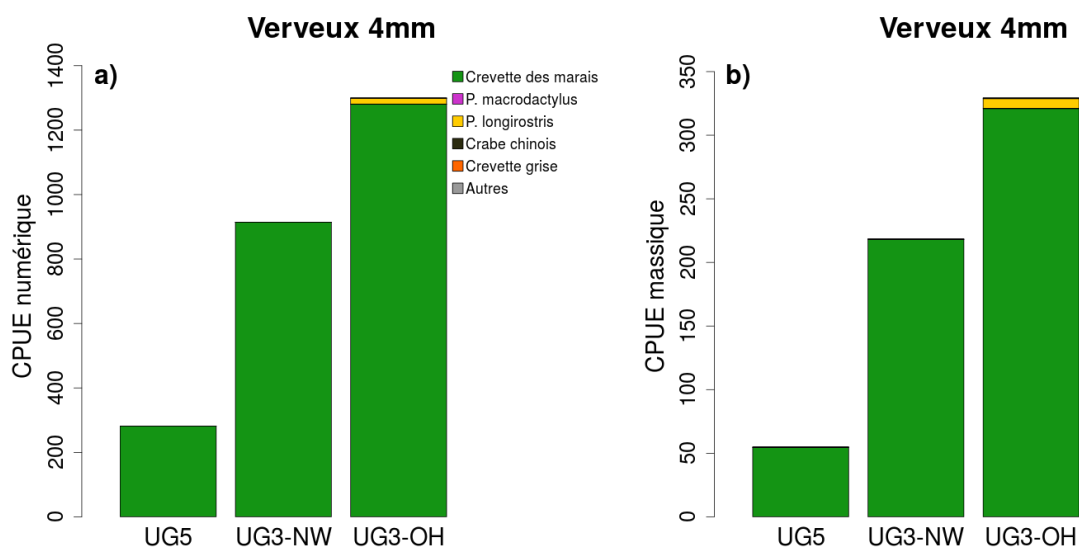 Verveux 4mm
a)
CPUE numérique
1400
1200
1000
800
600
400
200
0
Crevette des marais
P. macrodactylus
P. longirostris
Crabe chinois
Crevette grise
Autres
UG5 UG3-NW UG3-OH
Verveux 4mm
b)
CPUE massique
350
300
250
200
150
100
50
0
UG5 UG3-NW UG3-OH